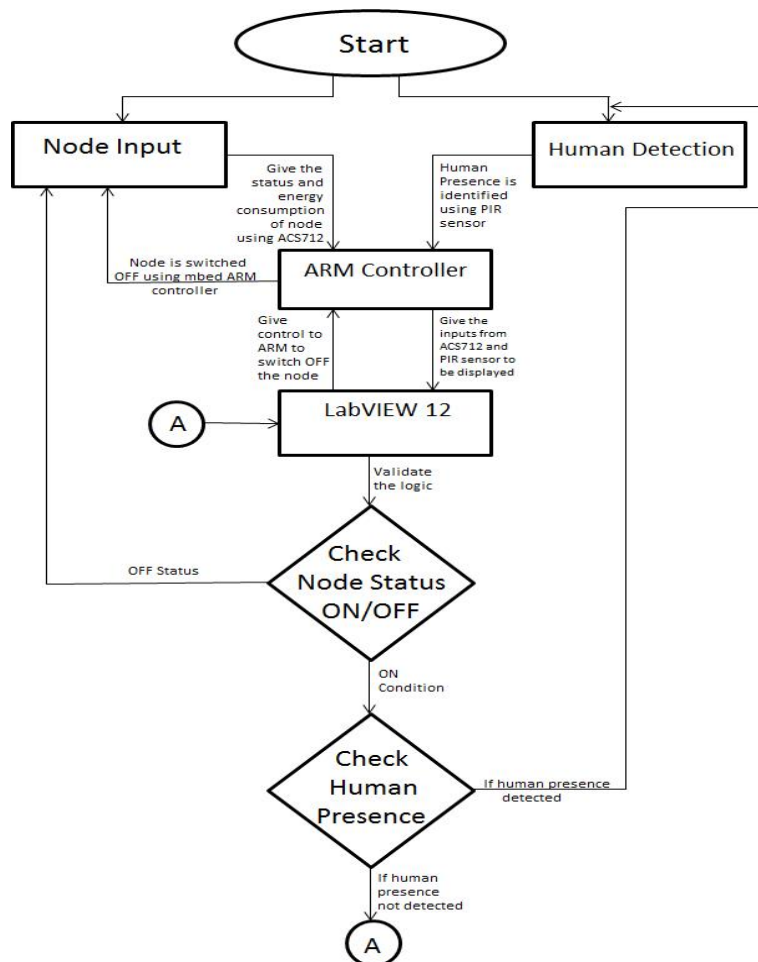 Start
Node Input
Human Detection
Give the
status and
energy
consumption
of node
using ACS712
Human
Presence is
identified
using PIR
sensor
Node is switched
OFF using mbed ARM
controller
ARM Controller
Give
control to
ARM to
switch OFF
the node
Give the
inputs from
ACS712 and
PIR sensor to
be displayed
A
LabVIEW 12
Validate
the logic
Check
Node Status
ON/OFF
OFF Status
ON
Condition
Check
Human
Presence
If human presence
detected
If human
presence
not detected
A